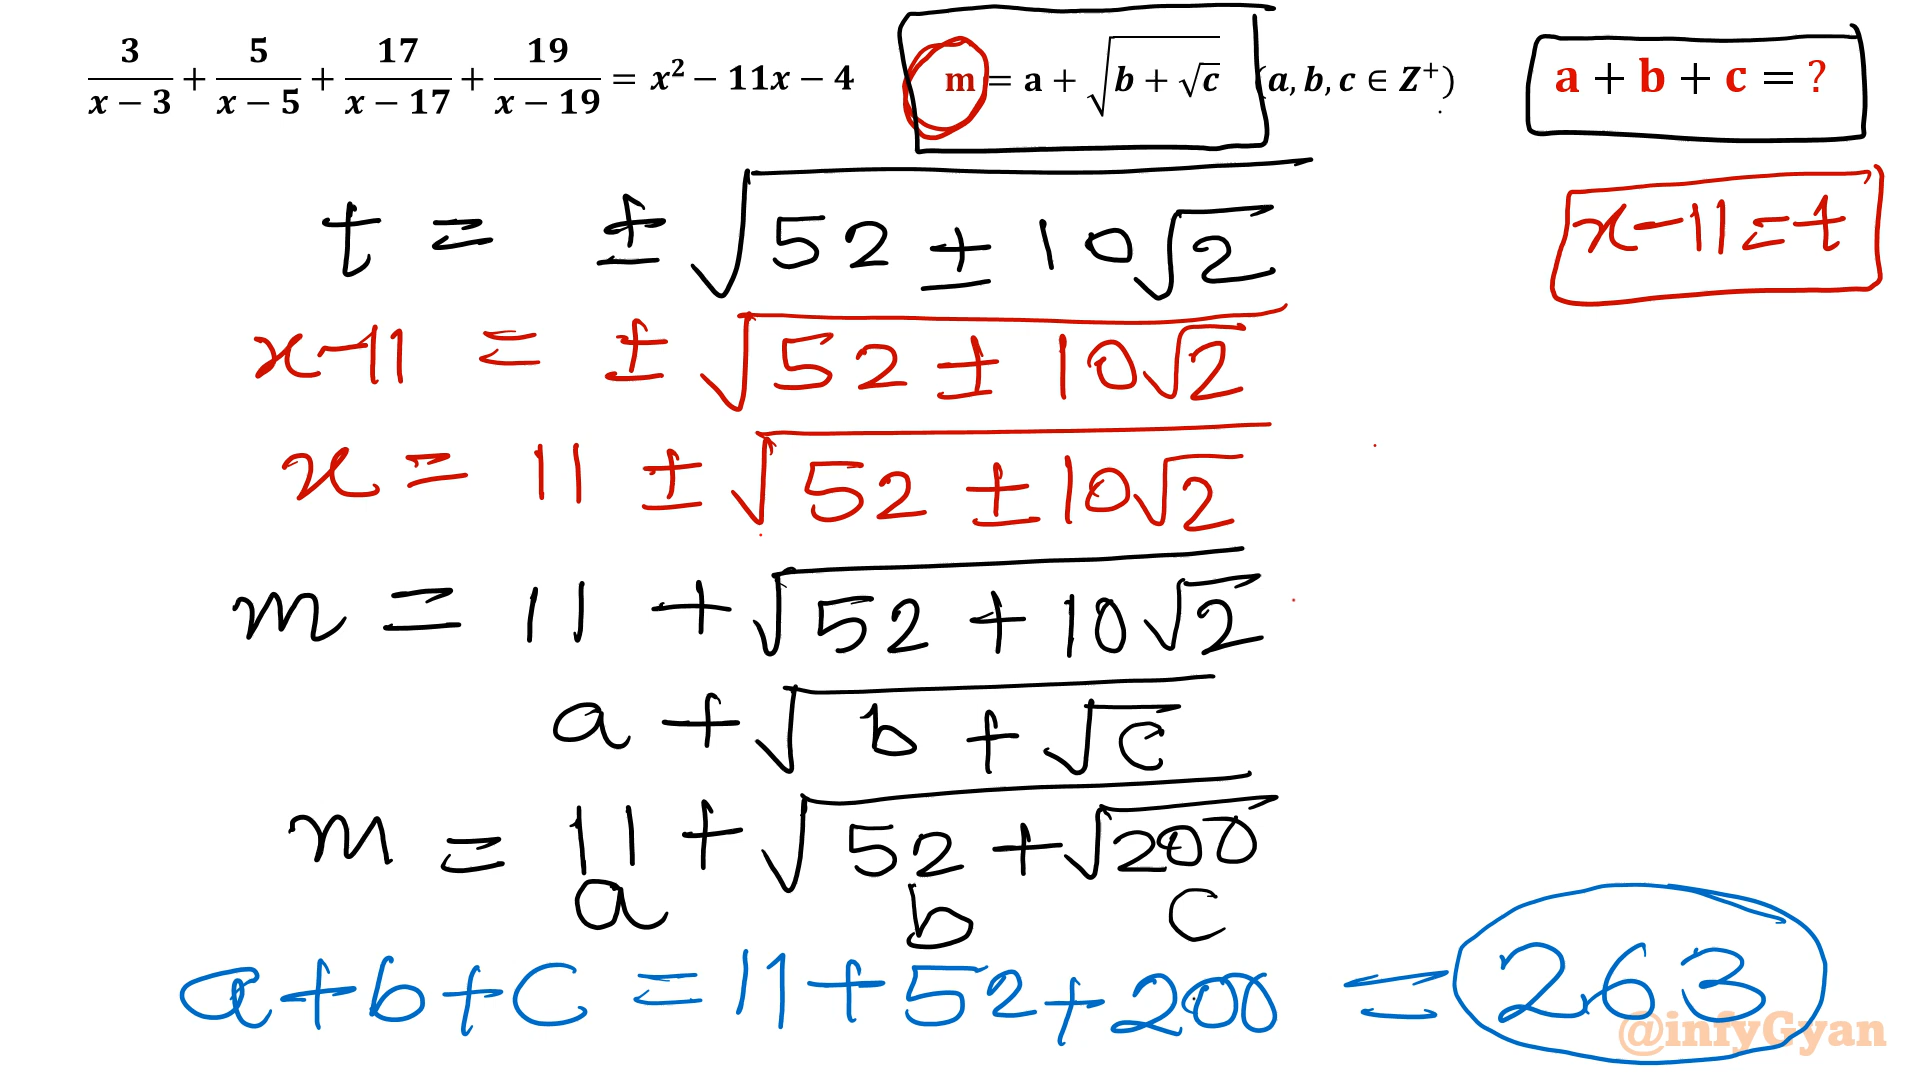 3/(x − 3) + 5/(x − 5) + 17/(x − 17) + 19/(x − 19) = x² − 11x − 4   m = a + √(b + √c)   (a, b, c ∈ Z⁺)   a + b + c = ?
t = ± √(52 ± 10√2)   x − 11 = t
x − 11 = ± √(52 ± 10√2)
x = 11 ± √(52 ± 10√2)
m = 11 + √(52 + 10√2)
a + √(b + √c)
m = 11 + √(52 + √200)
a b c
a + b + c = 11 + 52 + 200 = 263
@infyGyan